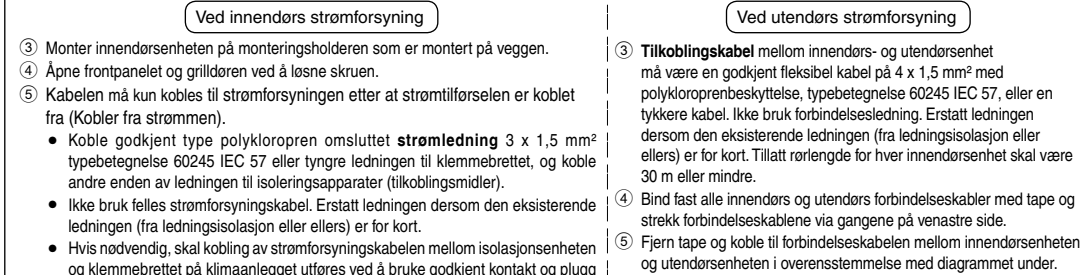 Ved innendørs strømforsyning
③ Monter innendørsenheten på monteringsholderen som er montert på veggen.
④ Åpne frontpanelet og grilldøren ved å løsne skruen.
⑤ Kabelen må kun kobles til strømforsyningen etter at strømtilførselen er koblet
fra (Kobler fra strømmen).
• Koble godkjent type polykloropren omsluttet strømledning 3 x 1,5 mm²
typebetegnelse 60245 IEC 57 eller tyngre ledningen til klemmebrettet, og koble
andre enden av ledningen til isoleringsapparater (tilkoblingsmidler).
• Ikke bruk felles strømforsyningskabel. Erstatt ledningen dersom den eksisterende
ledningen (fra ledningsisolasjon eller ellers) er for kort.
• Hvis nødvendig, skal kobling av strømforsyningskabelen mellom isolasjonsenheten
og klemmebrettet på klimaanlegget utføres ved å bruke godkjent kontakt og plugg
Ved utendørs strømforsyning
③ Tilkoblingskabel mellom innendørs- og utendørsenhet
må være en godkjent fleksibel kabel på 4 x 1,5 mm² med
polykloroprenbeskyttelse, typebetegnelse 60245 IEC 57, eller en
tykkere kabel. Ikke bruk forbindelsesledning. Erstatt ledningen
dersom den eksisterende ledningen (fra ledningsisolasjon eller
ellers) er for kort. Tillatt rørlengde for hver innendørsenhet skal være
30 m eller mindre.
④ Bind fast alle innendørs og utendørs forbindelseskabler med tape og
strekk forbindelseskablene via gangene på venastre side.
⑤ Fjern tape og koble til forbindelseskabelen mellom innendørsenheten
og utendørsenheten i overensstemmelse med diagrammet under.